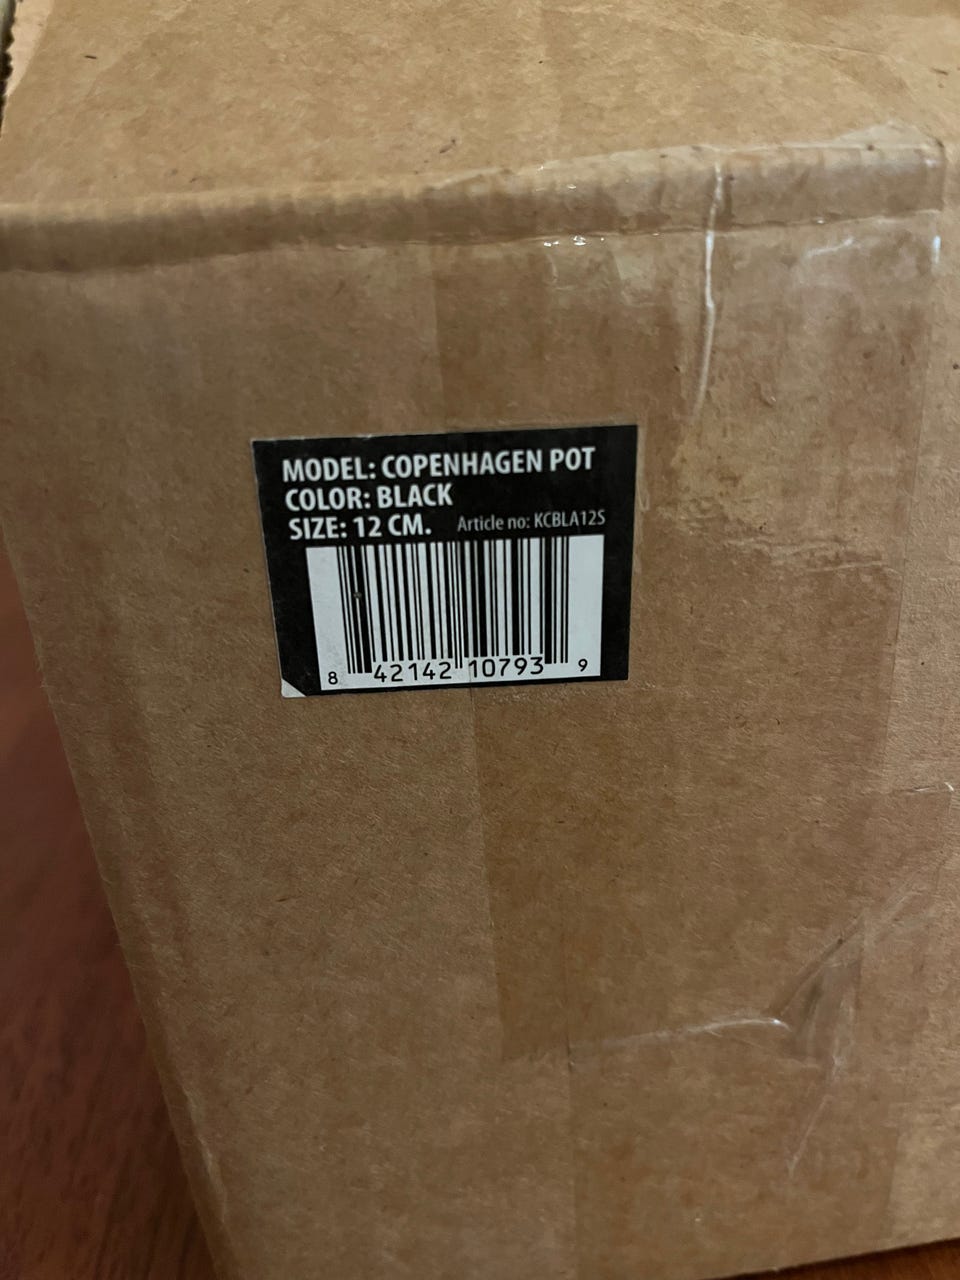 MODEL: COPENHAGEN POT
COLOR: BLACK
SIZE: 12 CM. Article no: KCBLA12S
8 42142 10793 9